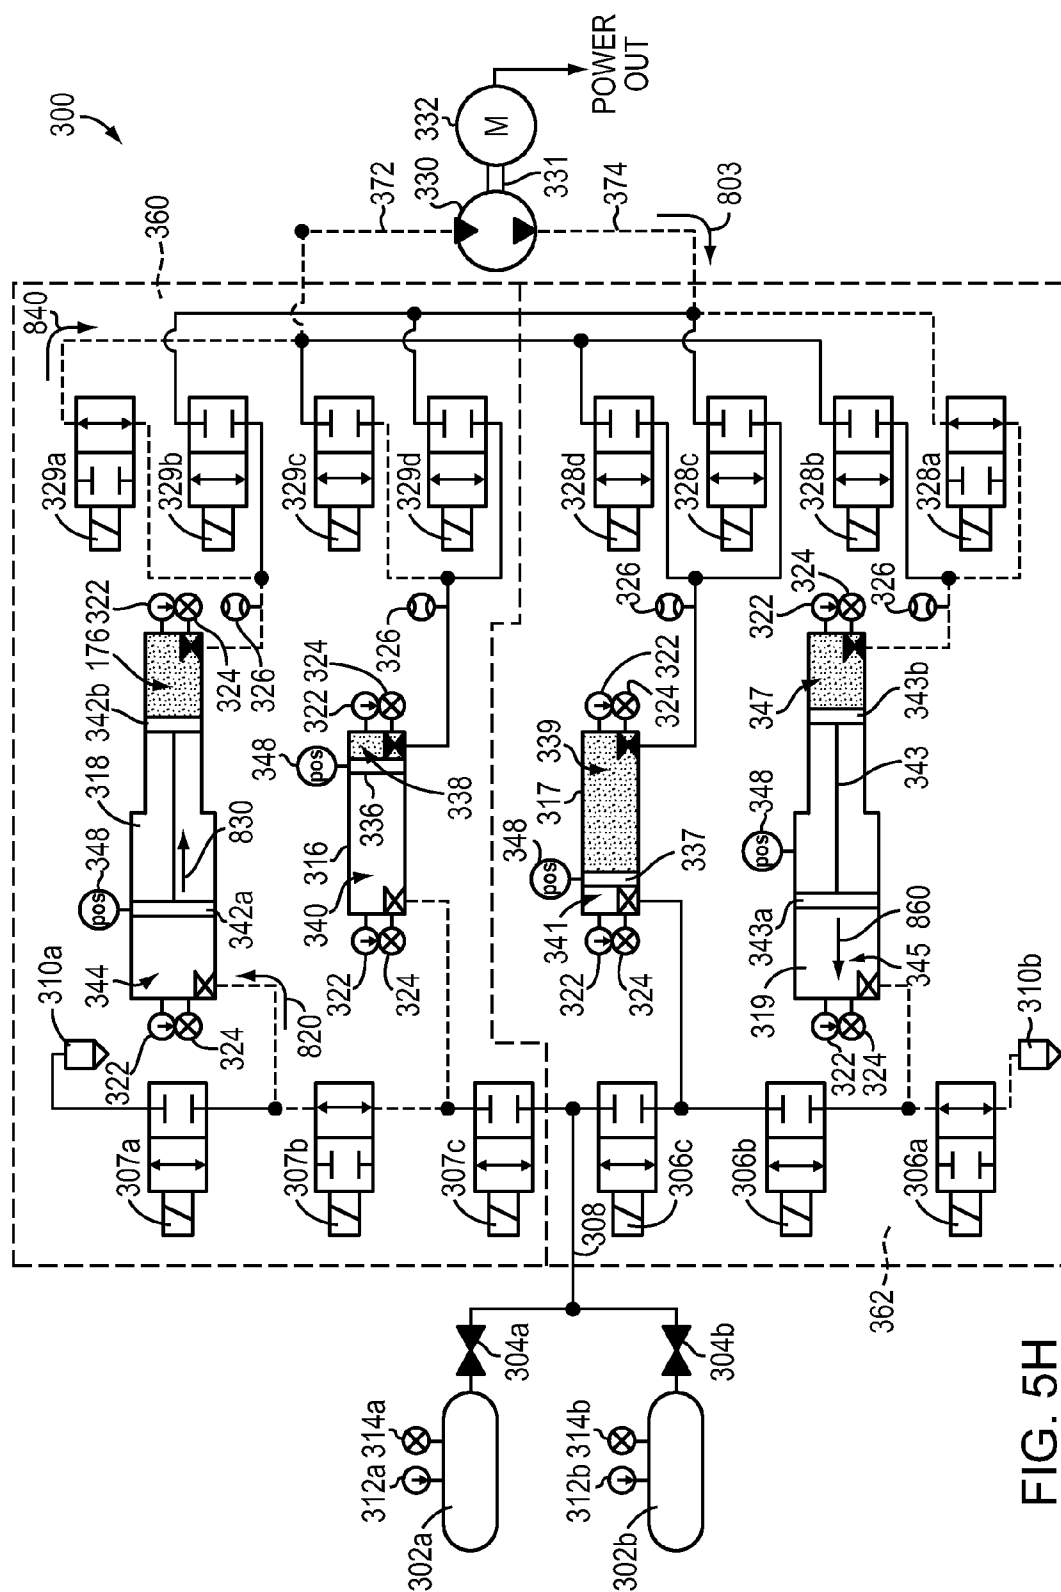 300
360
840
310a
307a
322
324
344
348
318
342a
830
342b
176
322
324
326
329a
820
pos
329b
307b
329c
340
316
348
pos
336
338
322
324
322
324
326
329d
372
330
332
M
331
374
POWER
OUT
803
307c
312a
314a
302a
304a
308
306c
341
322
324
348
pos
317
339
337
322
324
326
328d
328c
312b
314b
302b
304b
306b
319
322
324
343a
860
345
348
pos
343
347
343b
322
324
326
328b
328a
306a
310b
362
FIG. 5H